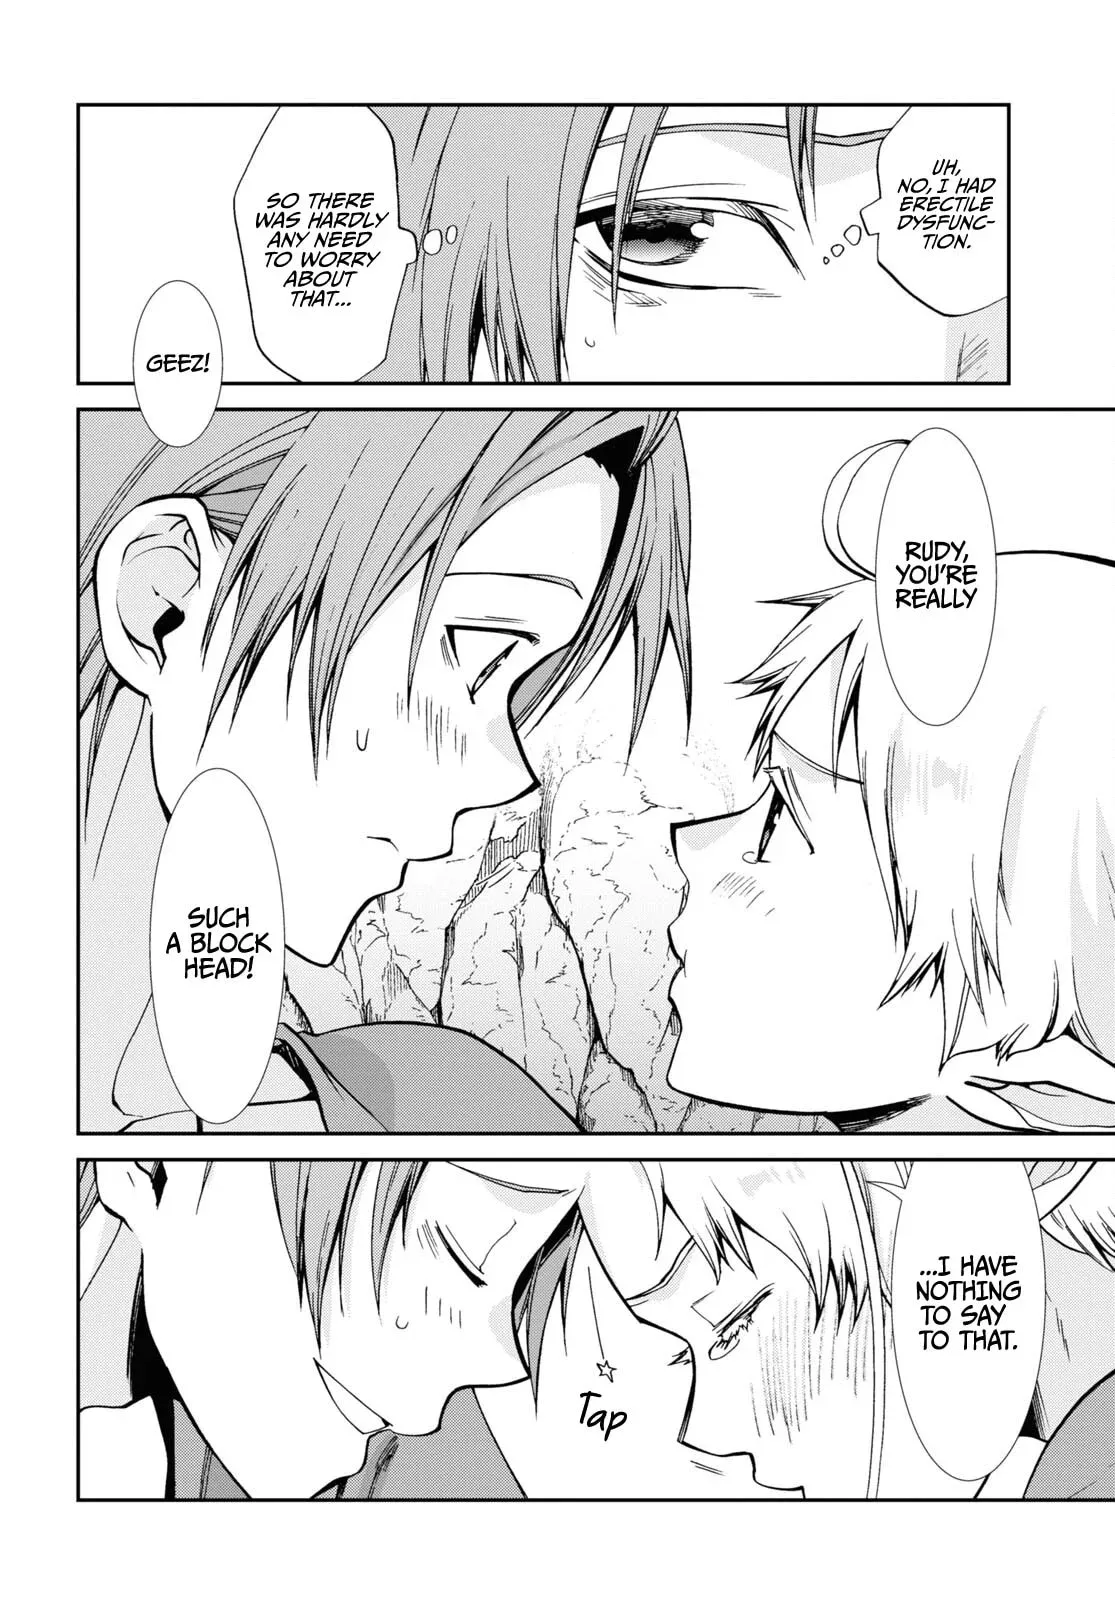 UH,
NO, I HAD
ERECTILE
DYSFUNC-
TION.
SO THERE
WAS HARDLY
ANY NEED
TO WORRY
ABOUT
THAT...
GEEZ!
RUDY,
YOU'RE
REALLY
SUCH
A BLOCK
HEAD!
...I HAVE
NOTHING
TO SAY
TO THAT.
Tap